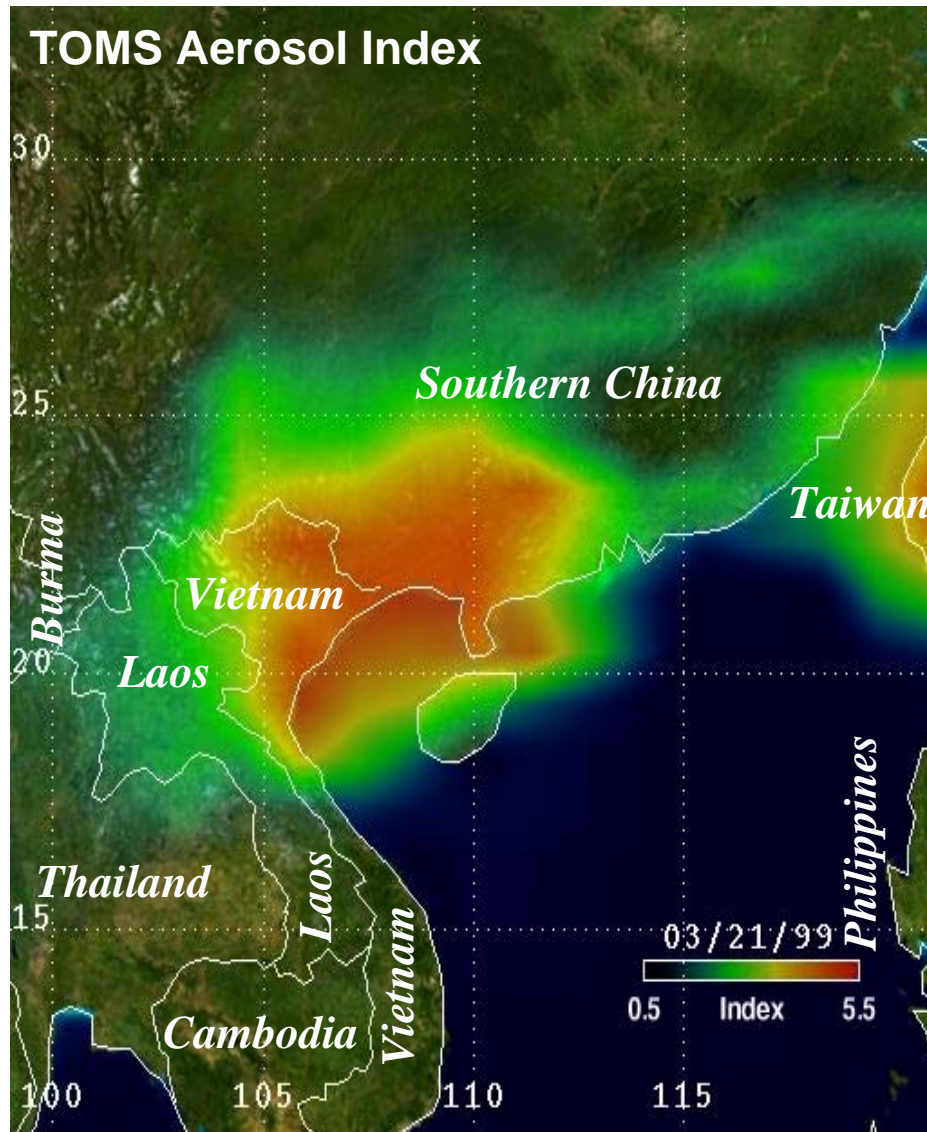 TOMS Aerosol Index
30
Southern China
25
Taiwan
Burma
Vietnam
Laos
20
Philippines
Thailand
Laos
15
Vietnam
03/21/99
0.5 Index 5.5
Cambodia
100 105 110 115